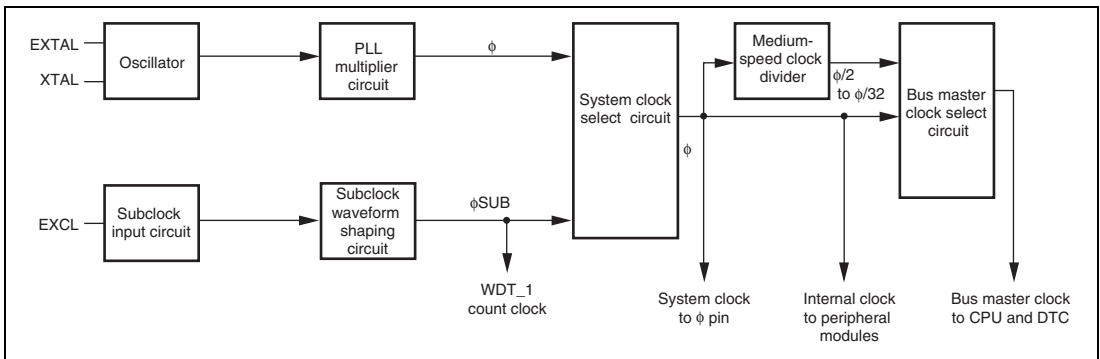 EXTAL
XTAL
Oscillator
PLL
multiplier
circuit
ϕ
System clock
select circuit
ϕ
Medium-
speed clock
divider
ϕ/2
to ϕ/32
Bus master
clock select
circuit
EXCL
Subclock
input circuit
Subclock
waveform
shaping
circuit
ϕSUB
WDT_1
count clock
System clock
to ϕ pin
Internal clock
to peripheral
modules
Bus master clock
to CPU and DTC